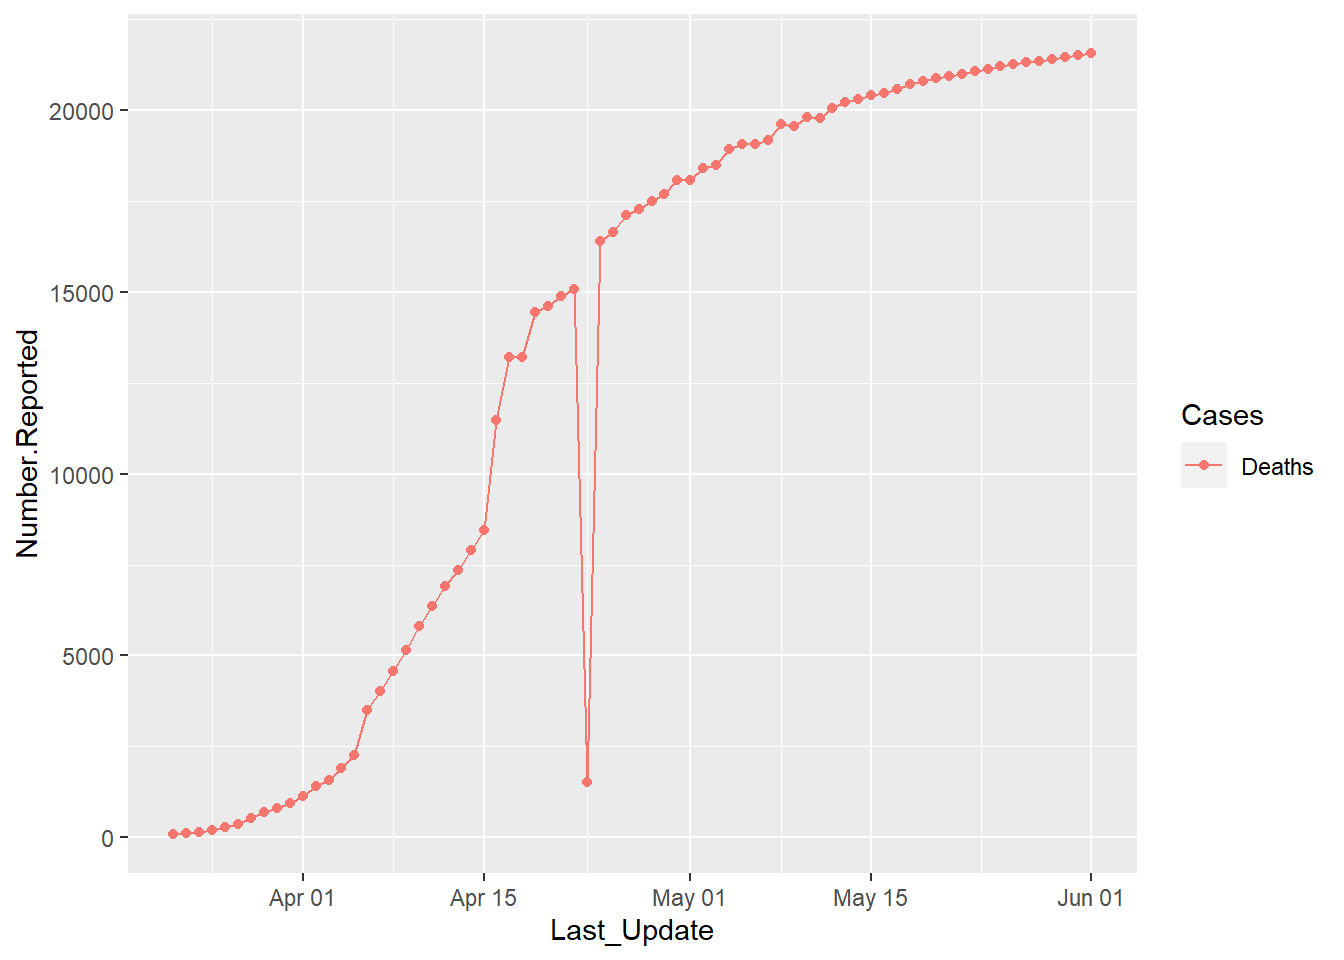 20000
15000
10000
5000
0
Number.Reported
Apr 01 Apr 15 May 01 May 15 Jun 01
Last_Update
Cases
Deaths